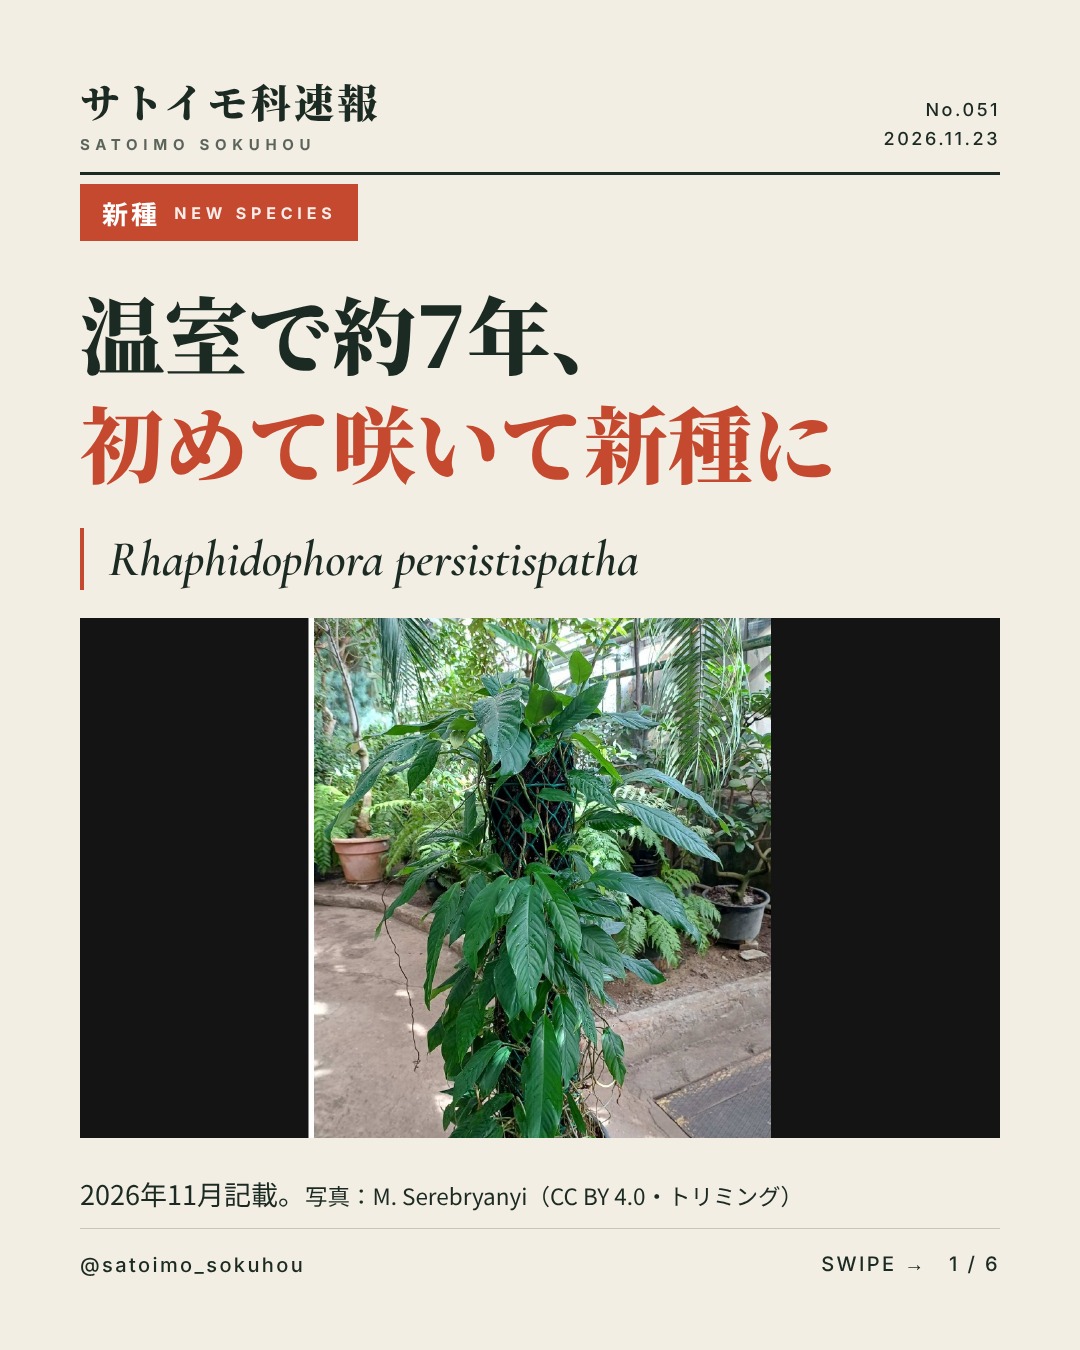 サトイモ科速報
SATOIMO SOKUHOU
No.051
2026.11.23
新種 NEW SPECIES
温室で約7年、
初めて咲いて新種に
Rhaphidophora persistispatha
2026年11月記載。写真：M. Serebryanyi（CC BY 4.0・トリミング）
@satoimo_sokuhou
SWIPE → 1 / 6